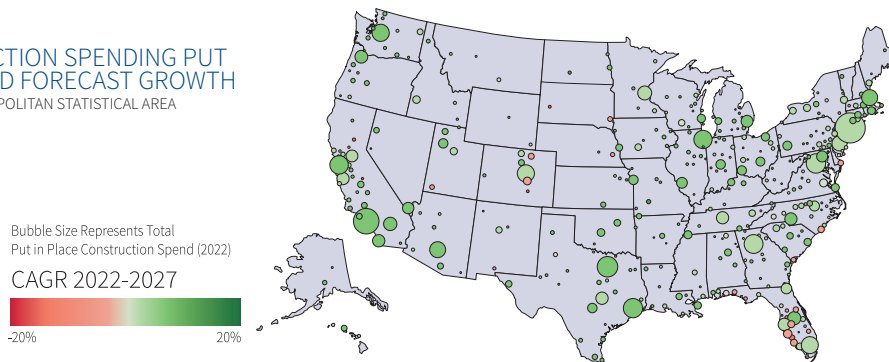 CTION SPENDING PUT
D FORECAST GROWTH
POLITAN STATISTICAL AREA
Bubble Size Represents Total
Put in Place Construction Spend (2022)
CAGR 2022-2027
-20% 20%